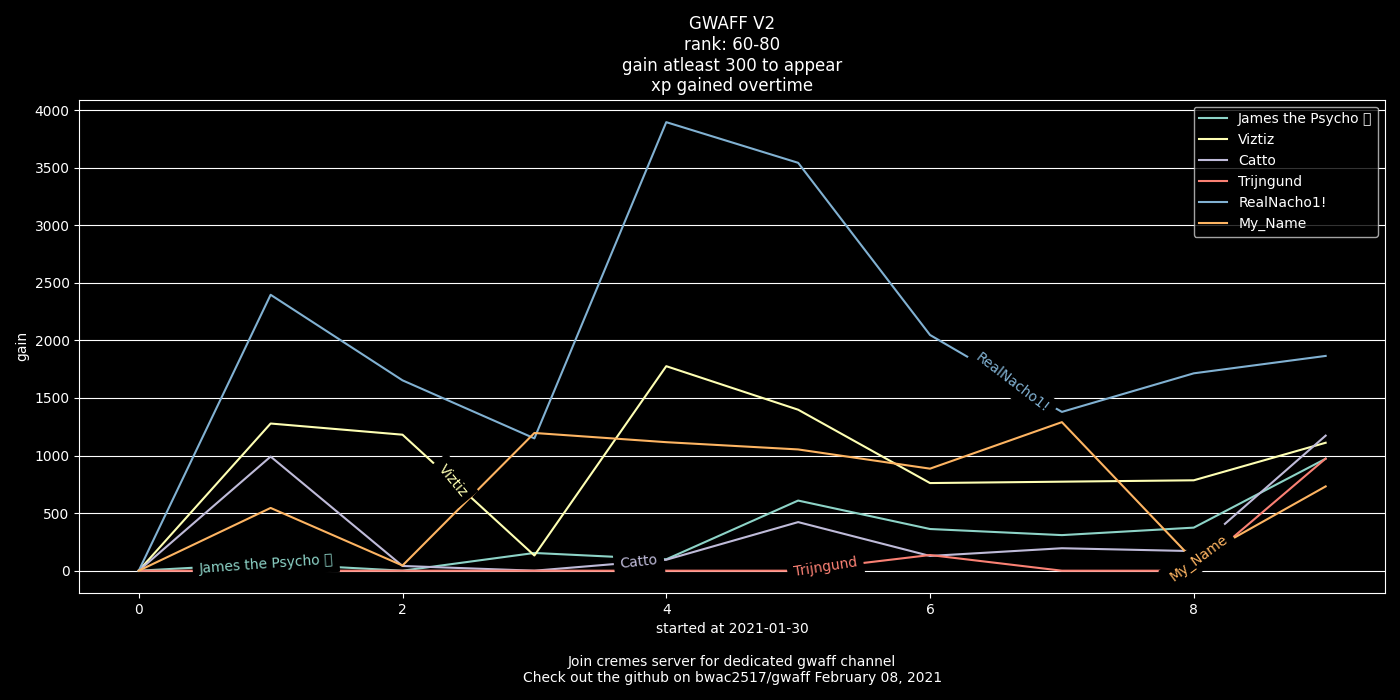 GWAFF V2
rank: 60-80
gain atleast 300 to appear
xp gained overtime
4000
3500
3000
2500
2000
1500
1000
500
0
gain
James the Psycho
Viztiz
Catto
Trijngund
RealNacho1!
My_Name
RealNacho1!
Viztiz
James the Psycho
Catto
Trijngund
My_Name
0 2 4 6 8
started at 2021-01-30
Join cremes server for dedicated gwaff channel
Check out the github on bwac2517/gwaff February 08, 2021